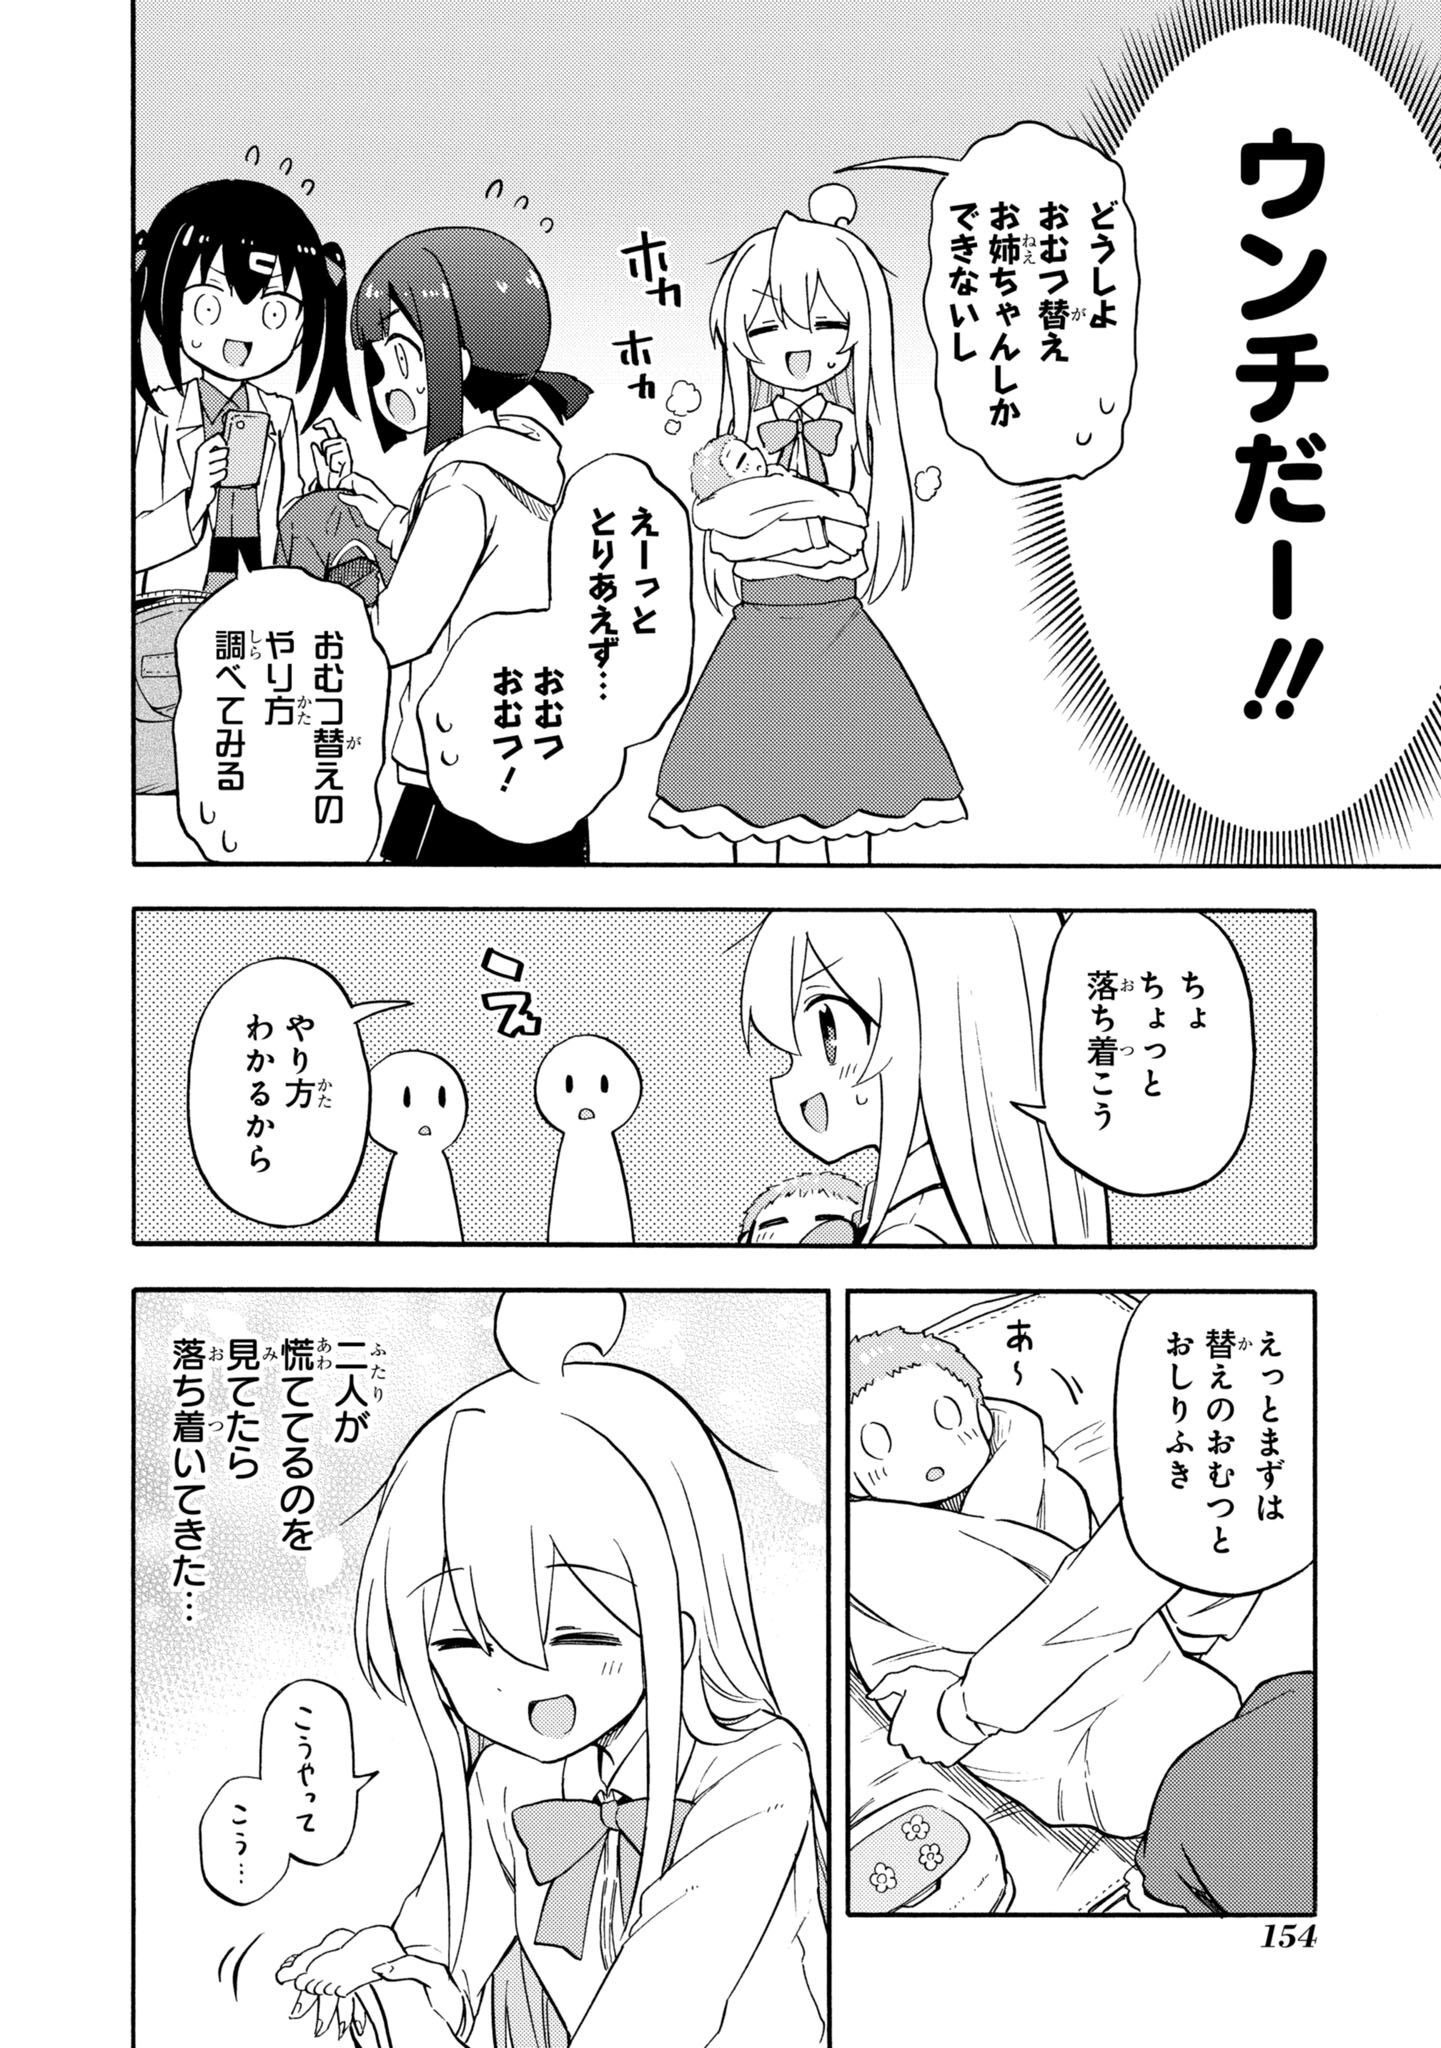 ウンチだー!!
どうしよ
おむつ替え
お姉ちゃんしか
できないし
ホカ
ホカ
えーっと
とりあえず…
おむつ
おむつ!
おむつ替えの
やり方
調べてみる
ちょ
ちょっと
落ち着こう
え
やり方
わかるから
えっとまずは
替えのおむつと
おしりふき
あ〜
二人が
慌ててるのを
見てたら
落ち着いてきた…
こうやって
こう…
154